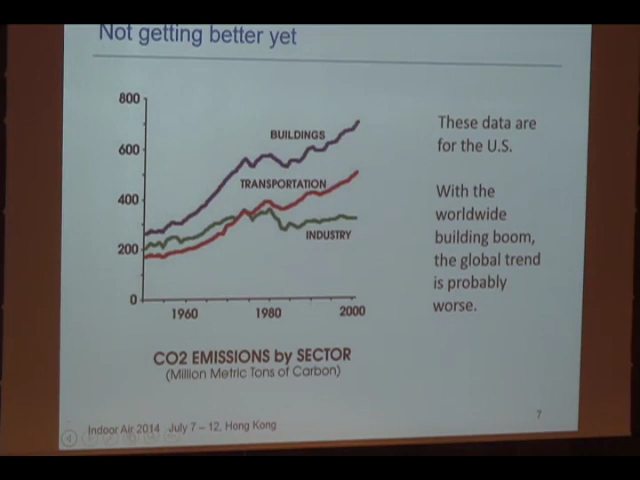 Not getting better yet
800
600
400
200
0
BUILDINGS
TRANSPORTATION
INDUSTRY
1960
1980
2000
CO2 EMISSIONS by SECTOR
(Million Metric Tons of Carbon)
These data are
for the U.S.
With the
worldwide
building boom,
the global trend
is probably
worse.
7
Indoor Air 2014 July 7 – 12, Hong Kong